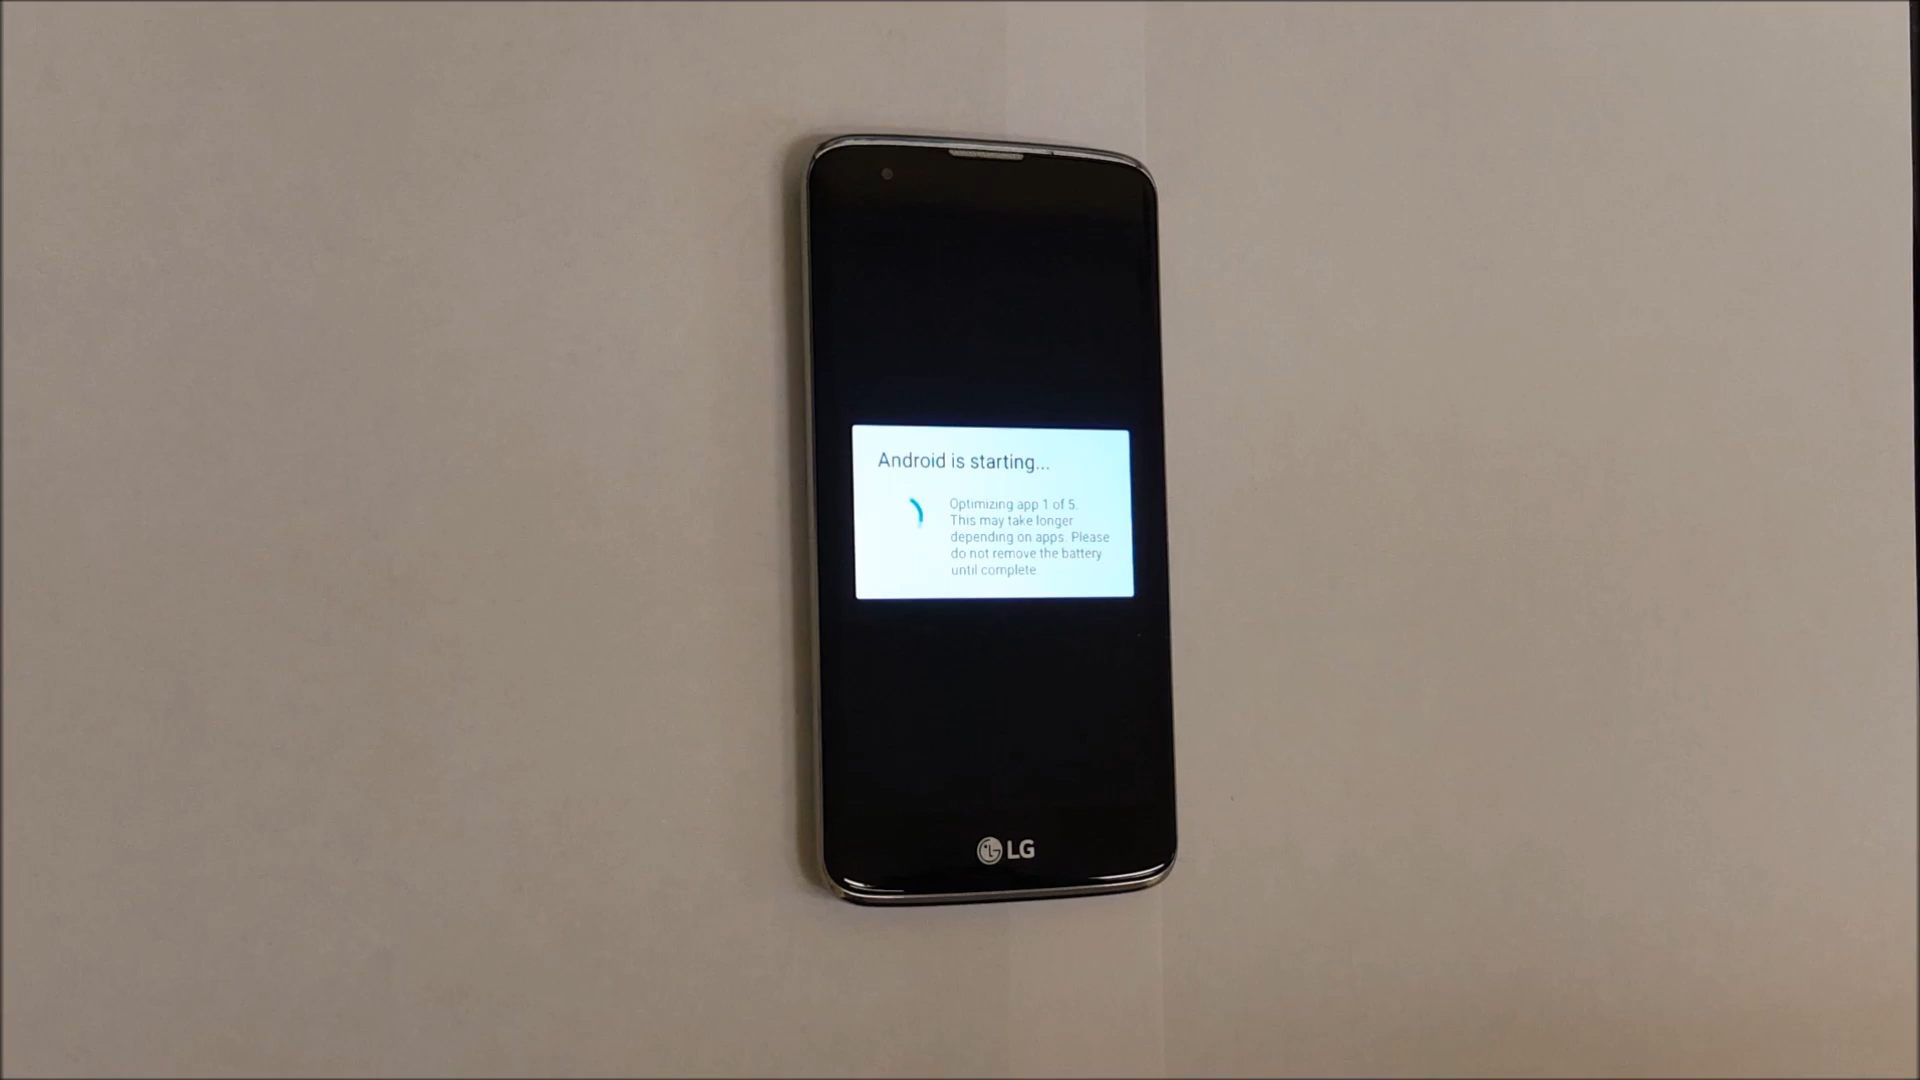 Android is starting...
Optimizing app 1 of 5.
This may take longer
depending on apps. Please
do not remove the battery
until complete.
LG